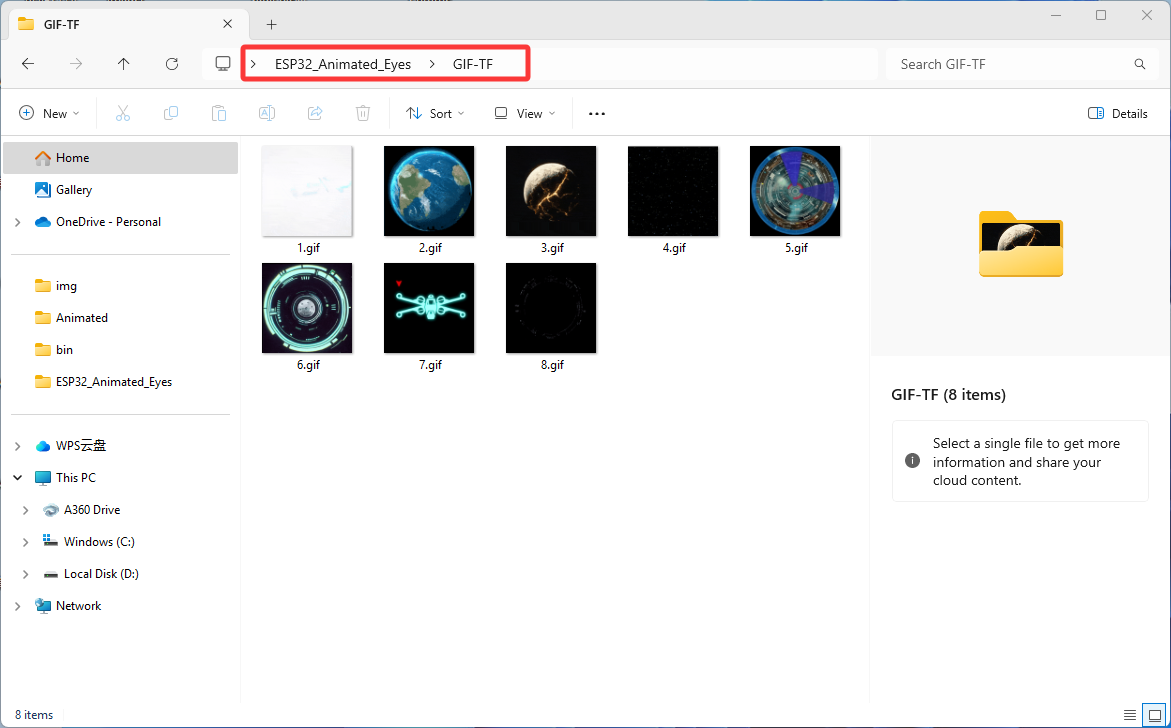 GIF-TF
ESP32_Animated_Eyes
GIF-TF
Search GIF-TF
New
Sort
View
Details
Home
Gallery
OneDrive - Personal
img
Animated
bin
ESP32_Animated_Eyes
WPS云盘
This PC
A360 Drive
Windows (C:)
Local Disk (D:)
Network
1.gif
2.gif
3.gif
4.gif
5.gif
6.gif
7.gif
8.gif
GIF-TF (8 items)
Select a single file to get more
information and share your
cloud content.
8 items